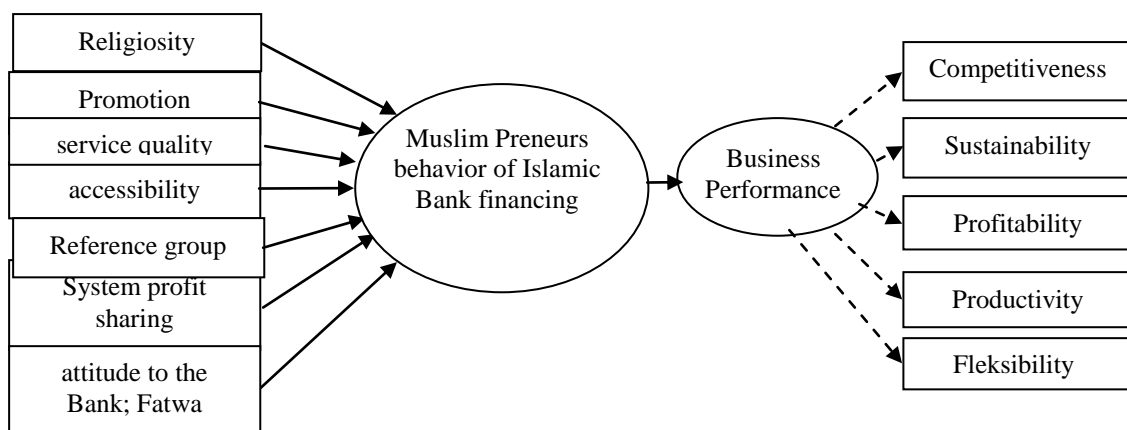 Religiosity
Promotion
service quality
accessibility
Reference group
System profit
sharing
attitude to the
Bank; Fatwa
Muslim Preneurs
behavior of Islamic
Bank financing
Business
Performance
Competitiveness
Sustainability
Profitability
Productivity
Fleksibility